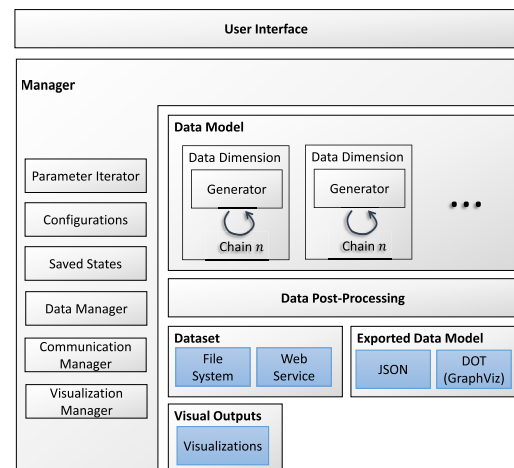 User Interface
Manager
Parameter Iterator
Configurations
Saved States
Data Manager
Communication
Manager
Visualization
Manager
Data Model
Data Dimension
Generator
Chain n
Data Dimension
Generator
Chain n
...
Data Post-Processing
Dataset
File
System
Web
Service
Exported Data Model
JSON
DOT
(GraphViz)
Visual Outputs
Visualizations